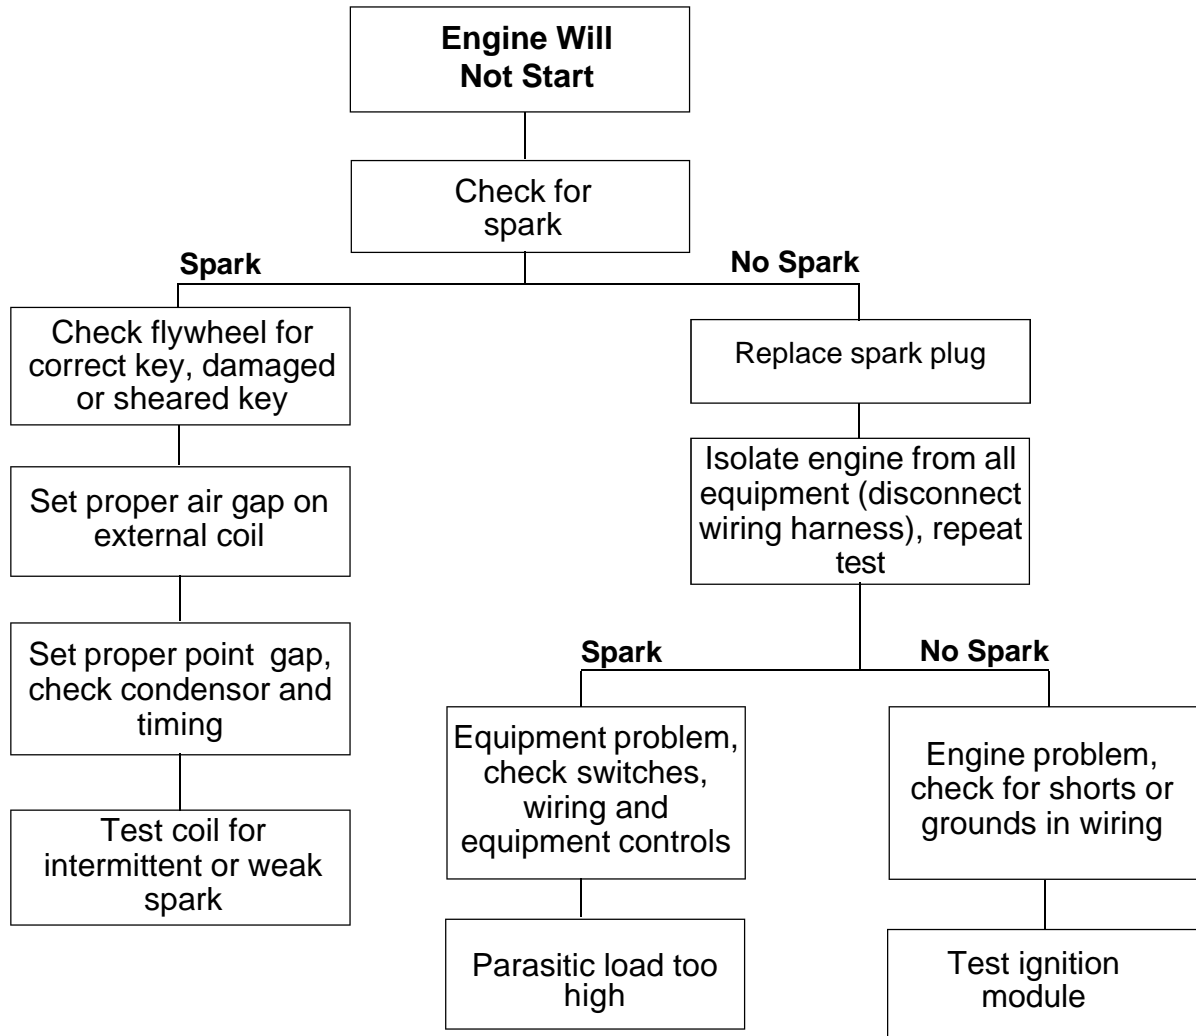 Engine Will
Not Start
Check for
spark
Spark
No Spark
Check flywheel for
correct key, damaged
or sheared key
Replace spark plug
Set proper air gap on
external coil
Isolate engine from all
equipment (disconnect
wiring harness), repeat
test
Set proper point gap,
check condensor and
timing
Spark
No Spark
Test coil for
intermittent or weak
spark
Equipment problem,
check switches,
wiring and
equipment controls
Engine problem,
check for shorts or
grounds in wiring
Parasitic load too
high
Test ignition
module